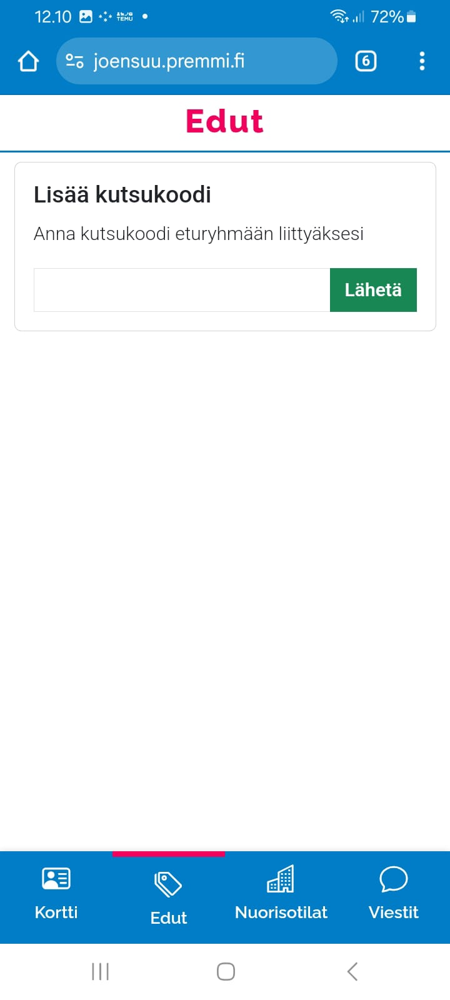 12.10 TEMU 72%
joensuu.premmi.fi 6
Edut
Lisää kutsukoodi
Anna kutsukoodi eturyhmään liittyäksesi
Lähetä
Kortti Edut Nuorisotilat Viestit